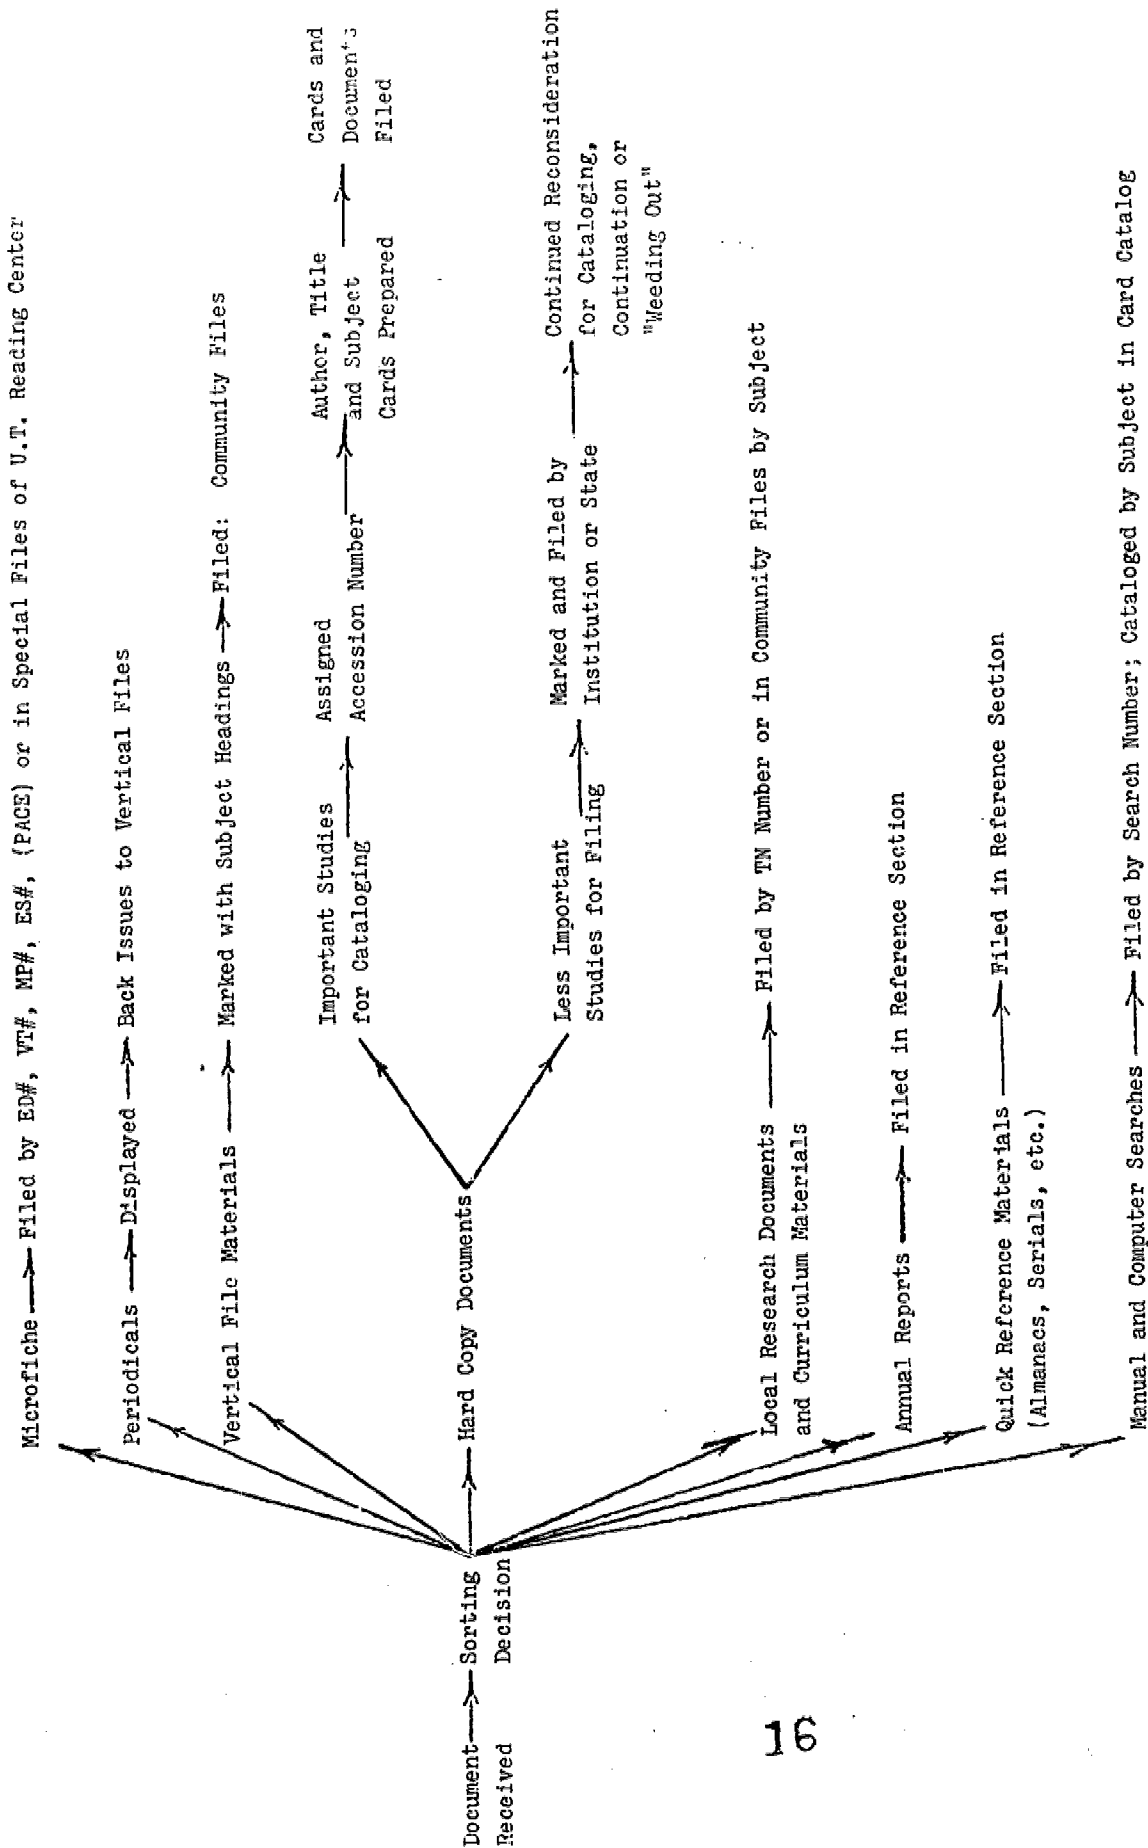 Document
Received
Sorting
Decision
Microfiche Filed by ED#, VT#, MP#, ES#, (PACE) or in Special Files of U.T. Reading Center
Periodicals Displayed Back Issues to Vertical Files
Vertical File Materials Marked with Subject Headings Filed: Community Files
Hard Copy Documents
Important Studies
for Cataloging
Assigned
Accession Number
Author, Title
and Subject
Cards Prepared
Cards and
Documents
Filed
Less Important
Studies for Filing
Marked and Filed by
Institution or State
Continued Reconsideration
for Cataloging,
Continuation or
"Weeding Out"
Local Research Documents
and Curriculum Materials
Filed by TN Number or in Community Files by Subject
Annual Reports Filed in Reference Section
Quick Reference Materials Filed in Reference Section
(Almanacs, Serials, etc.)
Manual and Computer Searches Filed by Search Number; Cataloged by Subject in Card Catalog
16